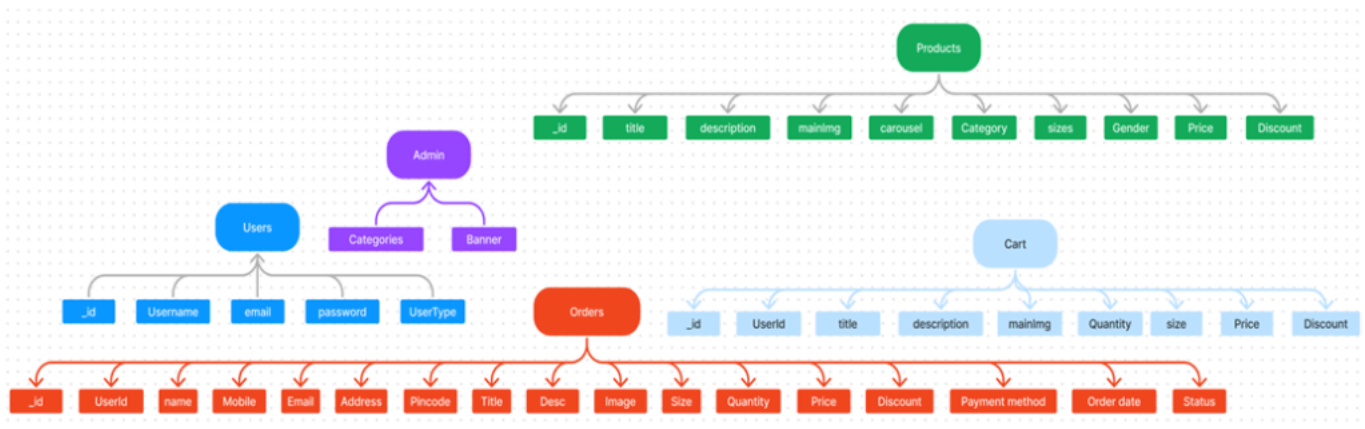 Products
_id title description mainImg carousel Category sizes Gender Price Discount
Admin
Categories Banner
Users
_id Username email password UserType
Cart
_id UserId title description mainImg Quantity size Price Discount
Orders
_id UserId name Mobile Email Address Pincode Title Desc Image Size Quantity Price Discount Payment method Order date Status